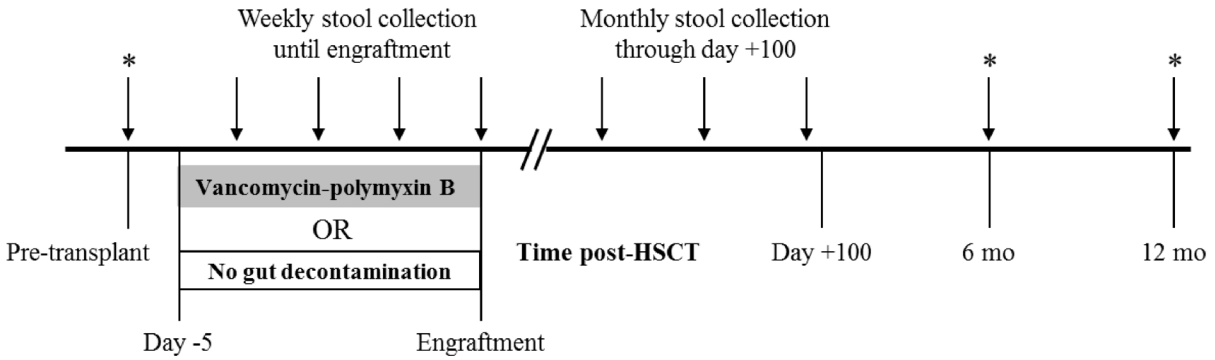 Weekly stool collection
until engraftment
Monthly stool collection
through day +100
*
*
*
Vancomycin-polymyxin B
OR
No gut decontamination
Pre-transplant
Time post-HSCT
Day +100
6 mo
12 mo
Day -5
Engraftment